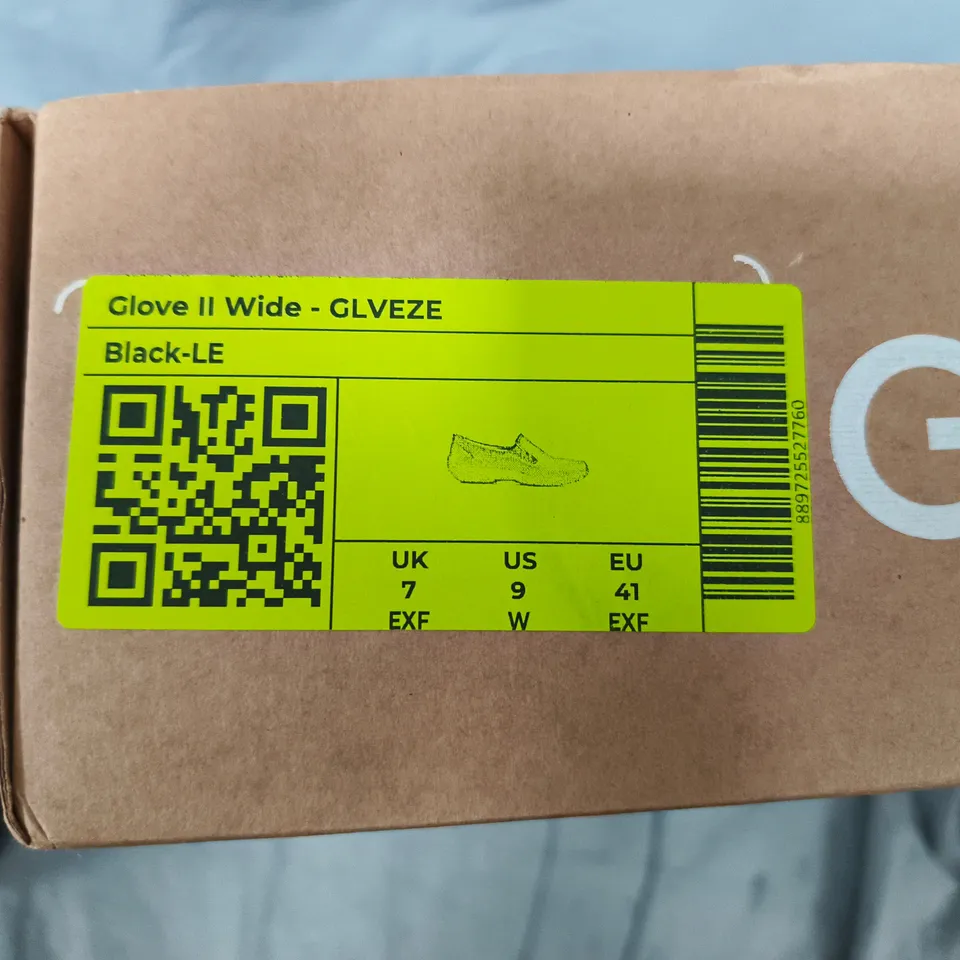 Glove II Wide - GLVEZE
Black-LE
UK US EU
7 9 41
EXF W EXF
889725527760
G